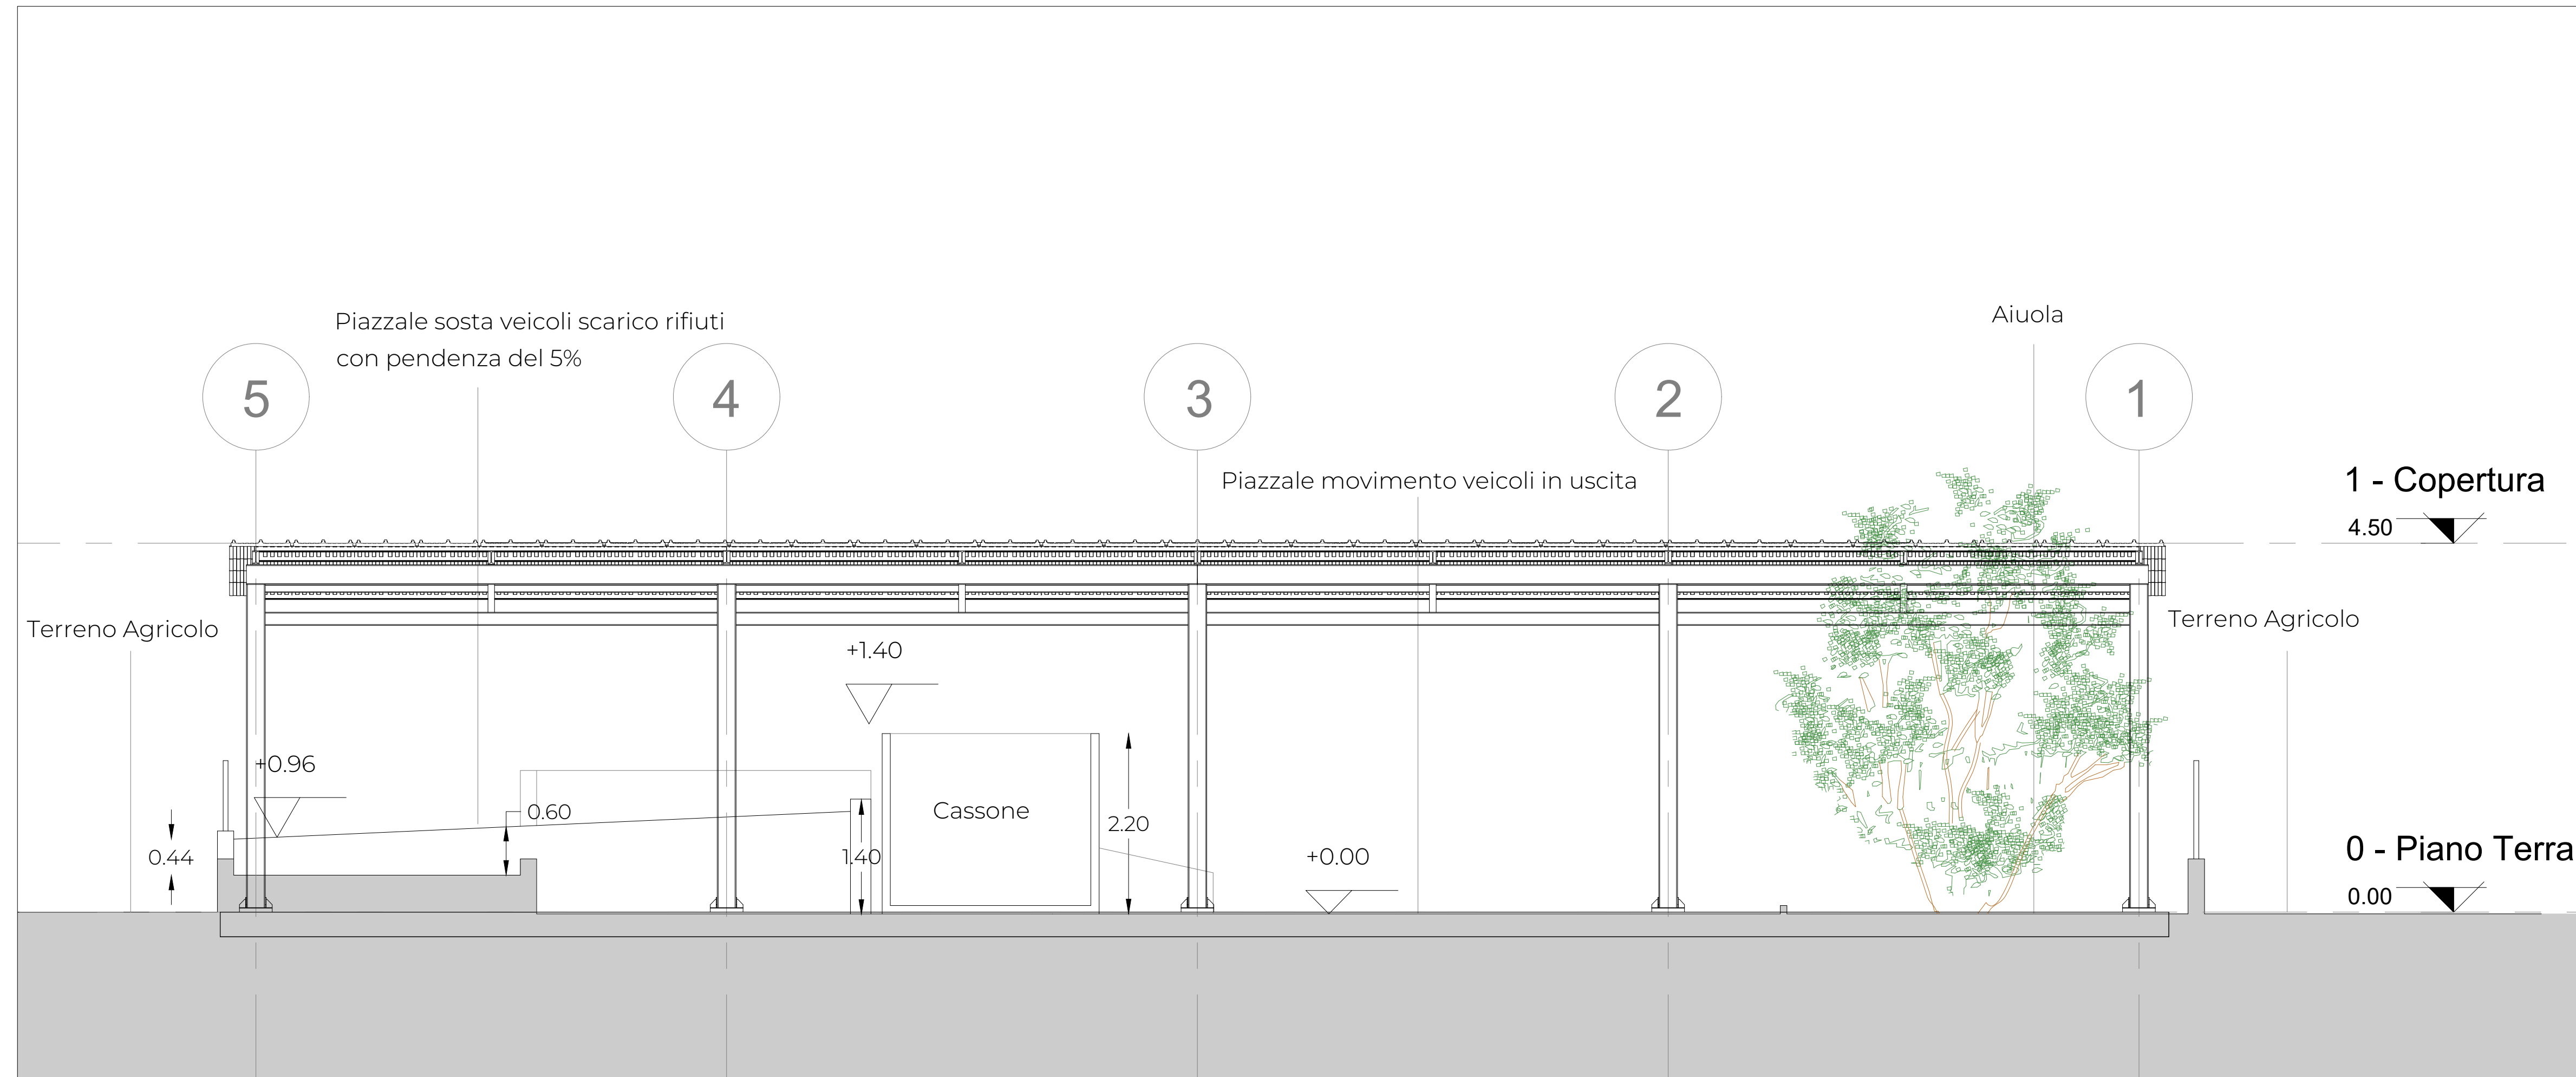 Aiuola
Piazzale sosta veicoli scarico rifiuti
con pendenza del 5%
5
4
3
2
1
Piazzale movimento veicoli in uscita
1 - Copertura
4.50
Terreno Agricolo
Terreno Agricolo
+1.40
+0.96
0.60
Cassone
2.20
0.44
1.40
+0.00
0 - Piano Terra
0.00